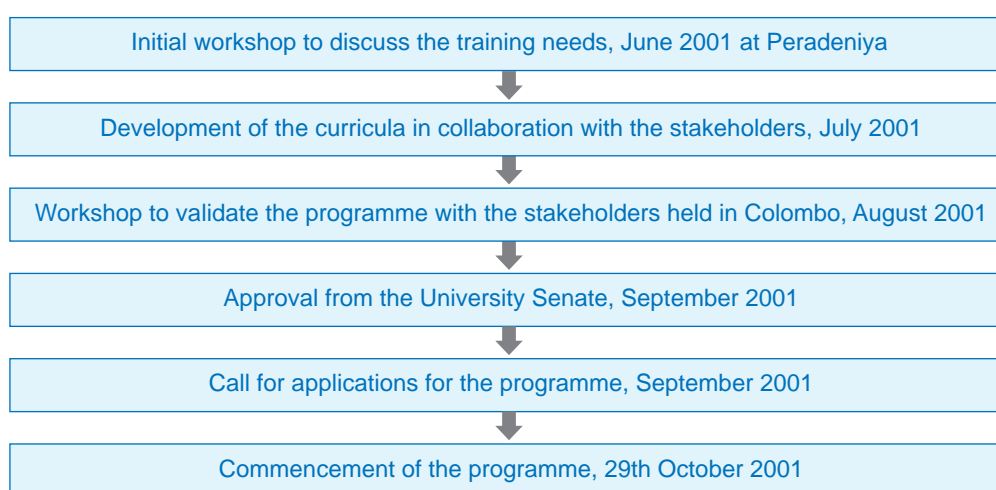 Initial workshop to discuss the training needs, June 2001 at Peradeniya
Development of the curricula in collaboration with the stakeholders, July 2001
Workshop to validate the programme with the stakeholders held in Colombo, August 2001
Approval from the University Senate, September 2001
Call for applications for the programme, September 2001
Commencement of the programme, 29th October 2001